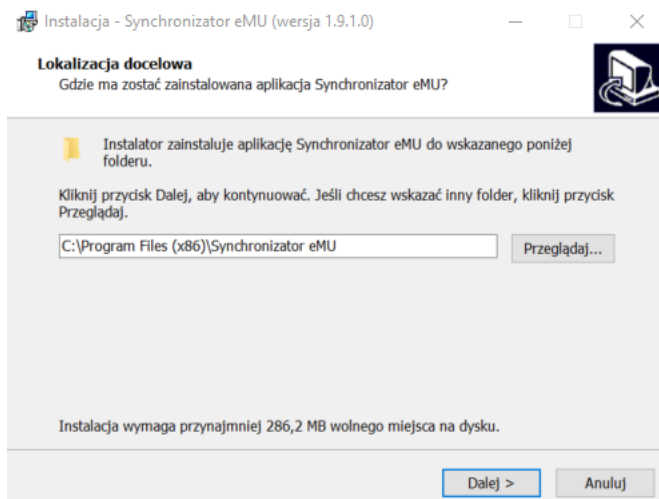 Instalacja - Synchronizator eMU (wersja 1.9.1.0)
Lokalizacja docelowa
Gdzie ma zostać zainstalowana aplikacja Synchronizator eMU?
Instalator zainstaluje aplikację Synchronizator eMU do wskazanego poniżej
folderu.
Kliknij przycisk Dalej, aby kontynuować. Jeśli chcesz wskazać inny folder, kliknij przycisk
Przeglądaj.
C:\Program Files (x86)\Synchronizator eMU
Przeglądaj...
Instalacja wymaga przynajmniej 286,2 MB wolnego miejsca na dysku.
Dalej >
Anuluj